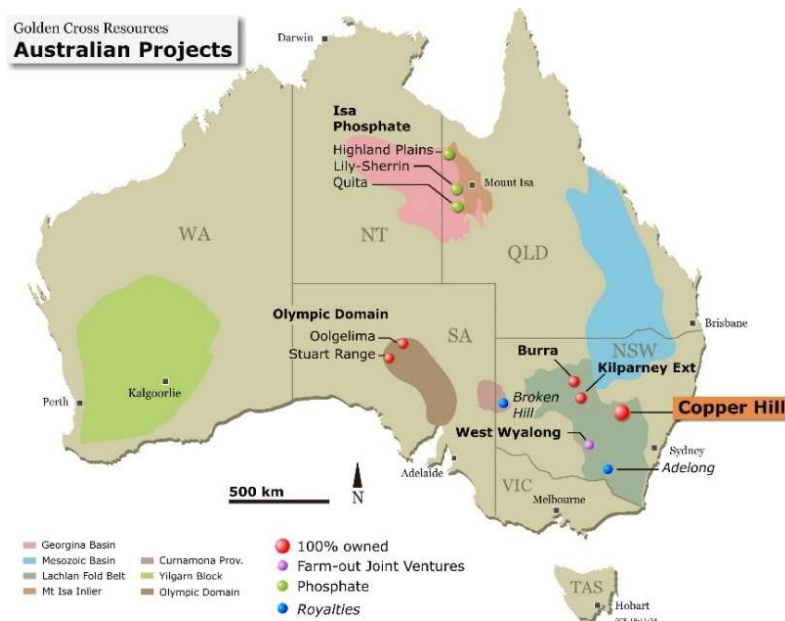 Golden Cross Resources
Australian Projects
Darwin
Isa
Phosphate
Highland Plains
Lily-Sherrin
Quita
Mount Isa
WA
NT
QLD
Olympic Domain
Oolgelima
Stuart Range
SA
Brisbane
NSW
Burra
Kilparney Ext
Perth
Kalgoorlie
Broken
Hill
Copper Hill
West Wyalong
Sydney
Adelong
Adelaide
500 km
N
VIC
Melbourne
Georgina Basin
Mesozoic Basin
Lachlan Fold Belt
Mt Isa Inlier
Curnamona Prov.
Yilgarn Block
Olympic Domain
100% owned
Farm-out Joint Ventures
Phosphate
Royalties
TAS
Hobart